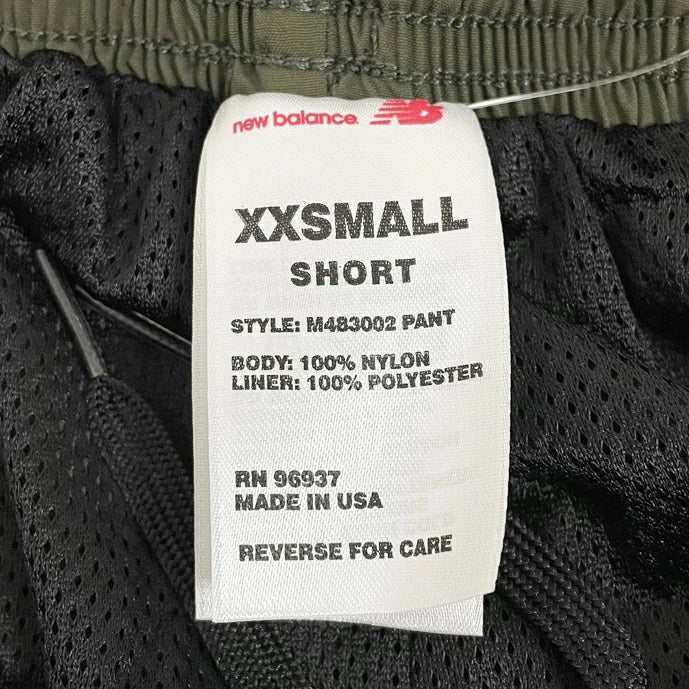 new balance NB
XXSMALL
SHORT
STYLE: M483002 PANT
BODY: 100% NYLON
LINER: 100% POLYESTER
RN 96937
MADE IN USA
REVERSE FOR CARE